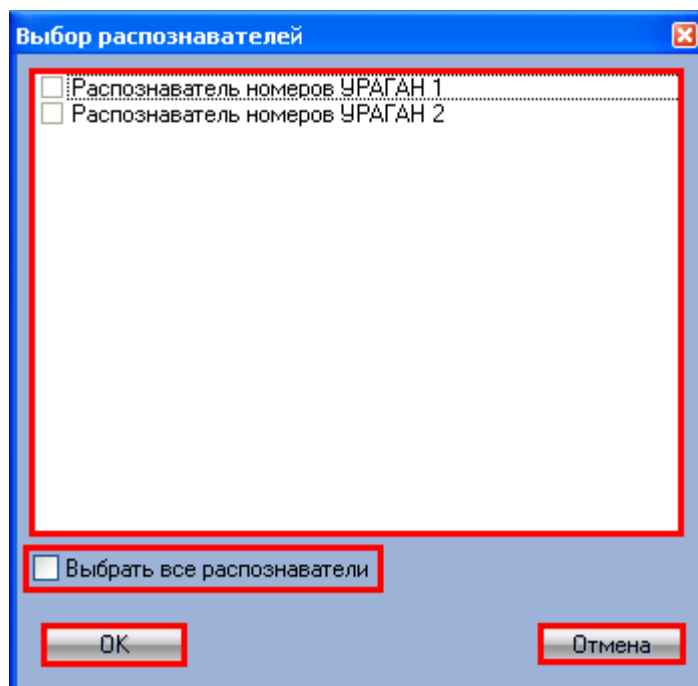 Выбор распознавателей
Распознаватель номеров УРАГАН 1
Распознаватель номеров УРАГАН 2
Выбрать все распознаватели
OK
Отмена